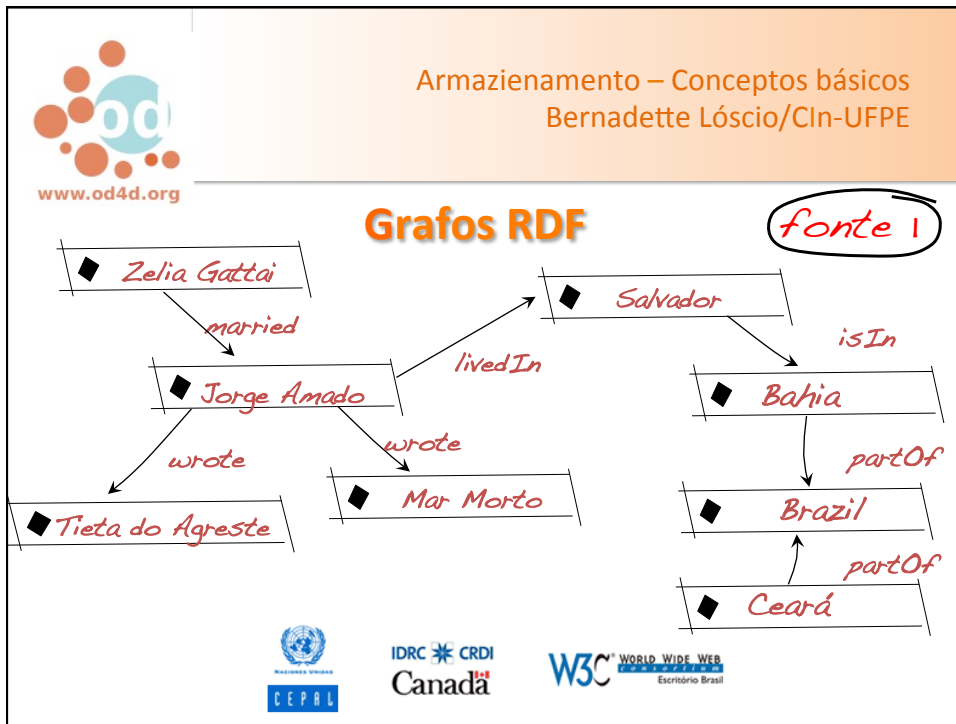 od
www.od4d.org
Armazienamento – Conceptos básicos
Bernadette Lóscio/CIn-UFPE
Grafos RDF
fonte 1
Zelia Gattai
married
Salvador
livedIn
isIn
Jorge Amado
Bahia
wrote
wrote
partOf
Tieta do Agreste
Mar Morto
Brazil
partOf
Ceará
NACIONES UNIDAS
CEPAL
IDRC CRDI
Canada
W3C® WORLD WIDE WEB
consortium
Escritório Brasil